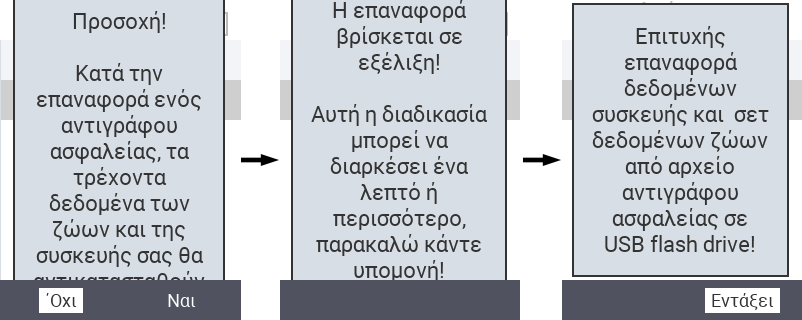 Προσοχή!
Κατά την
επαναφορά ενός
αντιγράφου
ασφαλείας, τα
τρέχοντα
δεδομένα των
ζώων και της
συσκευής σας θα
αντικατασταθούν
Όχι
Ναι
Η επαναφορά
βρίσκεται σε
εξέλιξη!
Αυτή η διαδικασία
μπορεί να
διαρκέσει ένα
λεπτό ή
περισσότερο,
παρακαλώ κάντε
υπομονή!
Επιτυχής
επαναφορά
δεδομένων
συσκευής και σετ
δεδομένων ζώων
από αρχείο
αντιγράφου
ασφαλείας σε
USB flash drive!
Εντάξει